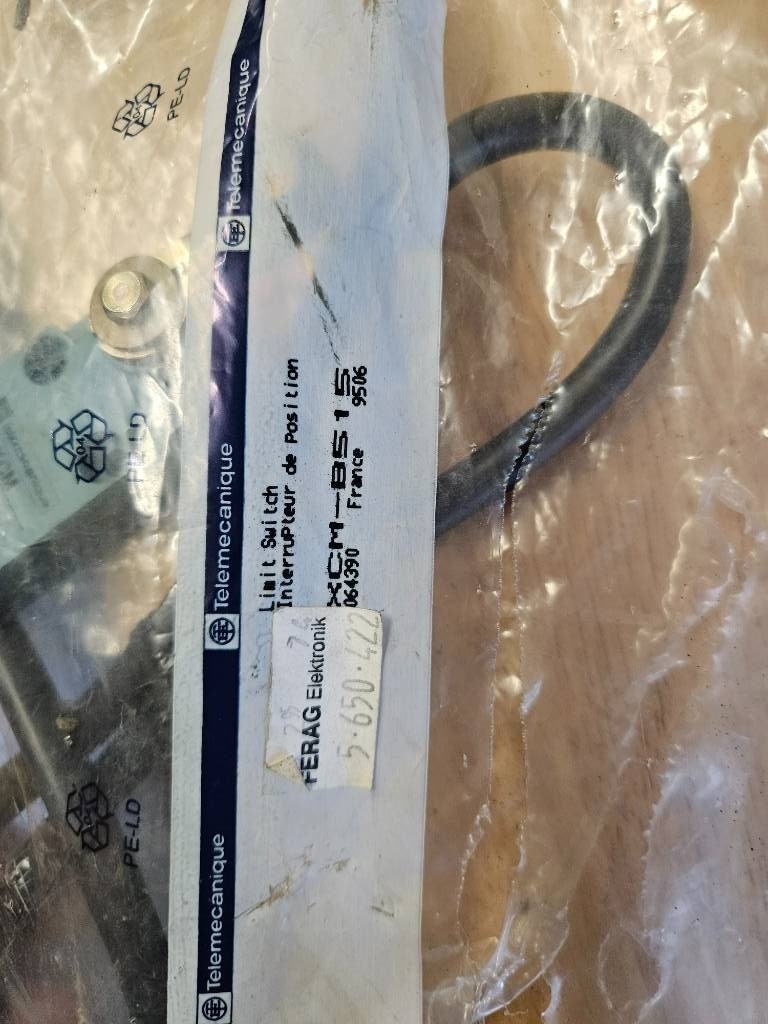 Telemecanique
Telemecanique
Telemecanique
Limit Switch
InterruPteur de Position
XCM-B515
064390 France 9506
FERAG Elektronik
5.650.422
PE-LD
04
PE-LD
PE-LD